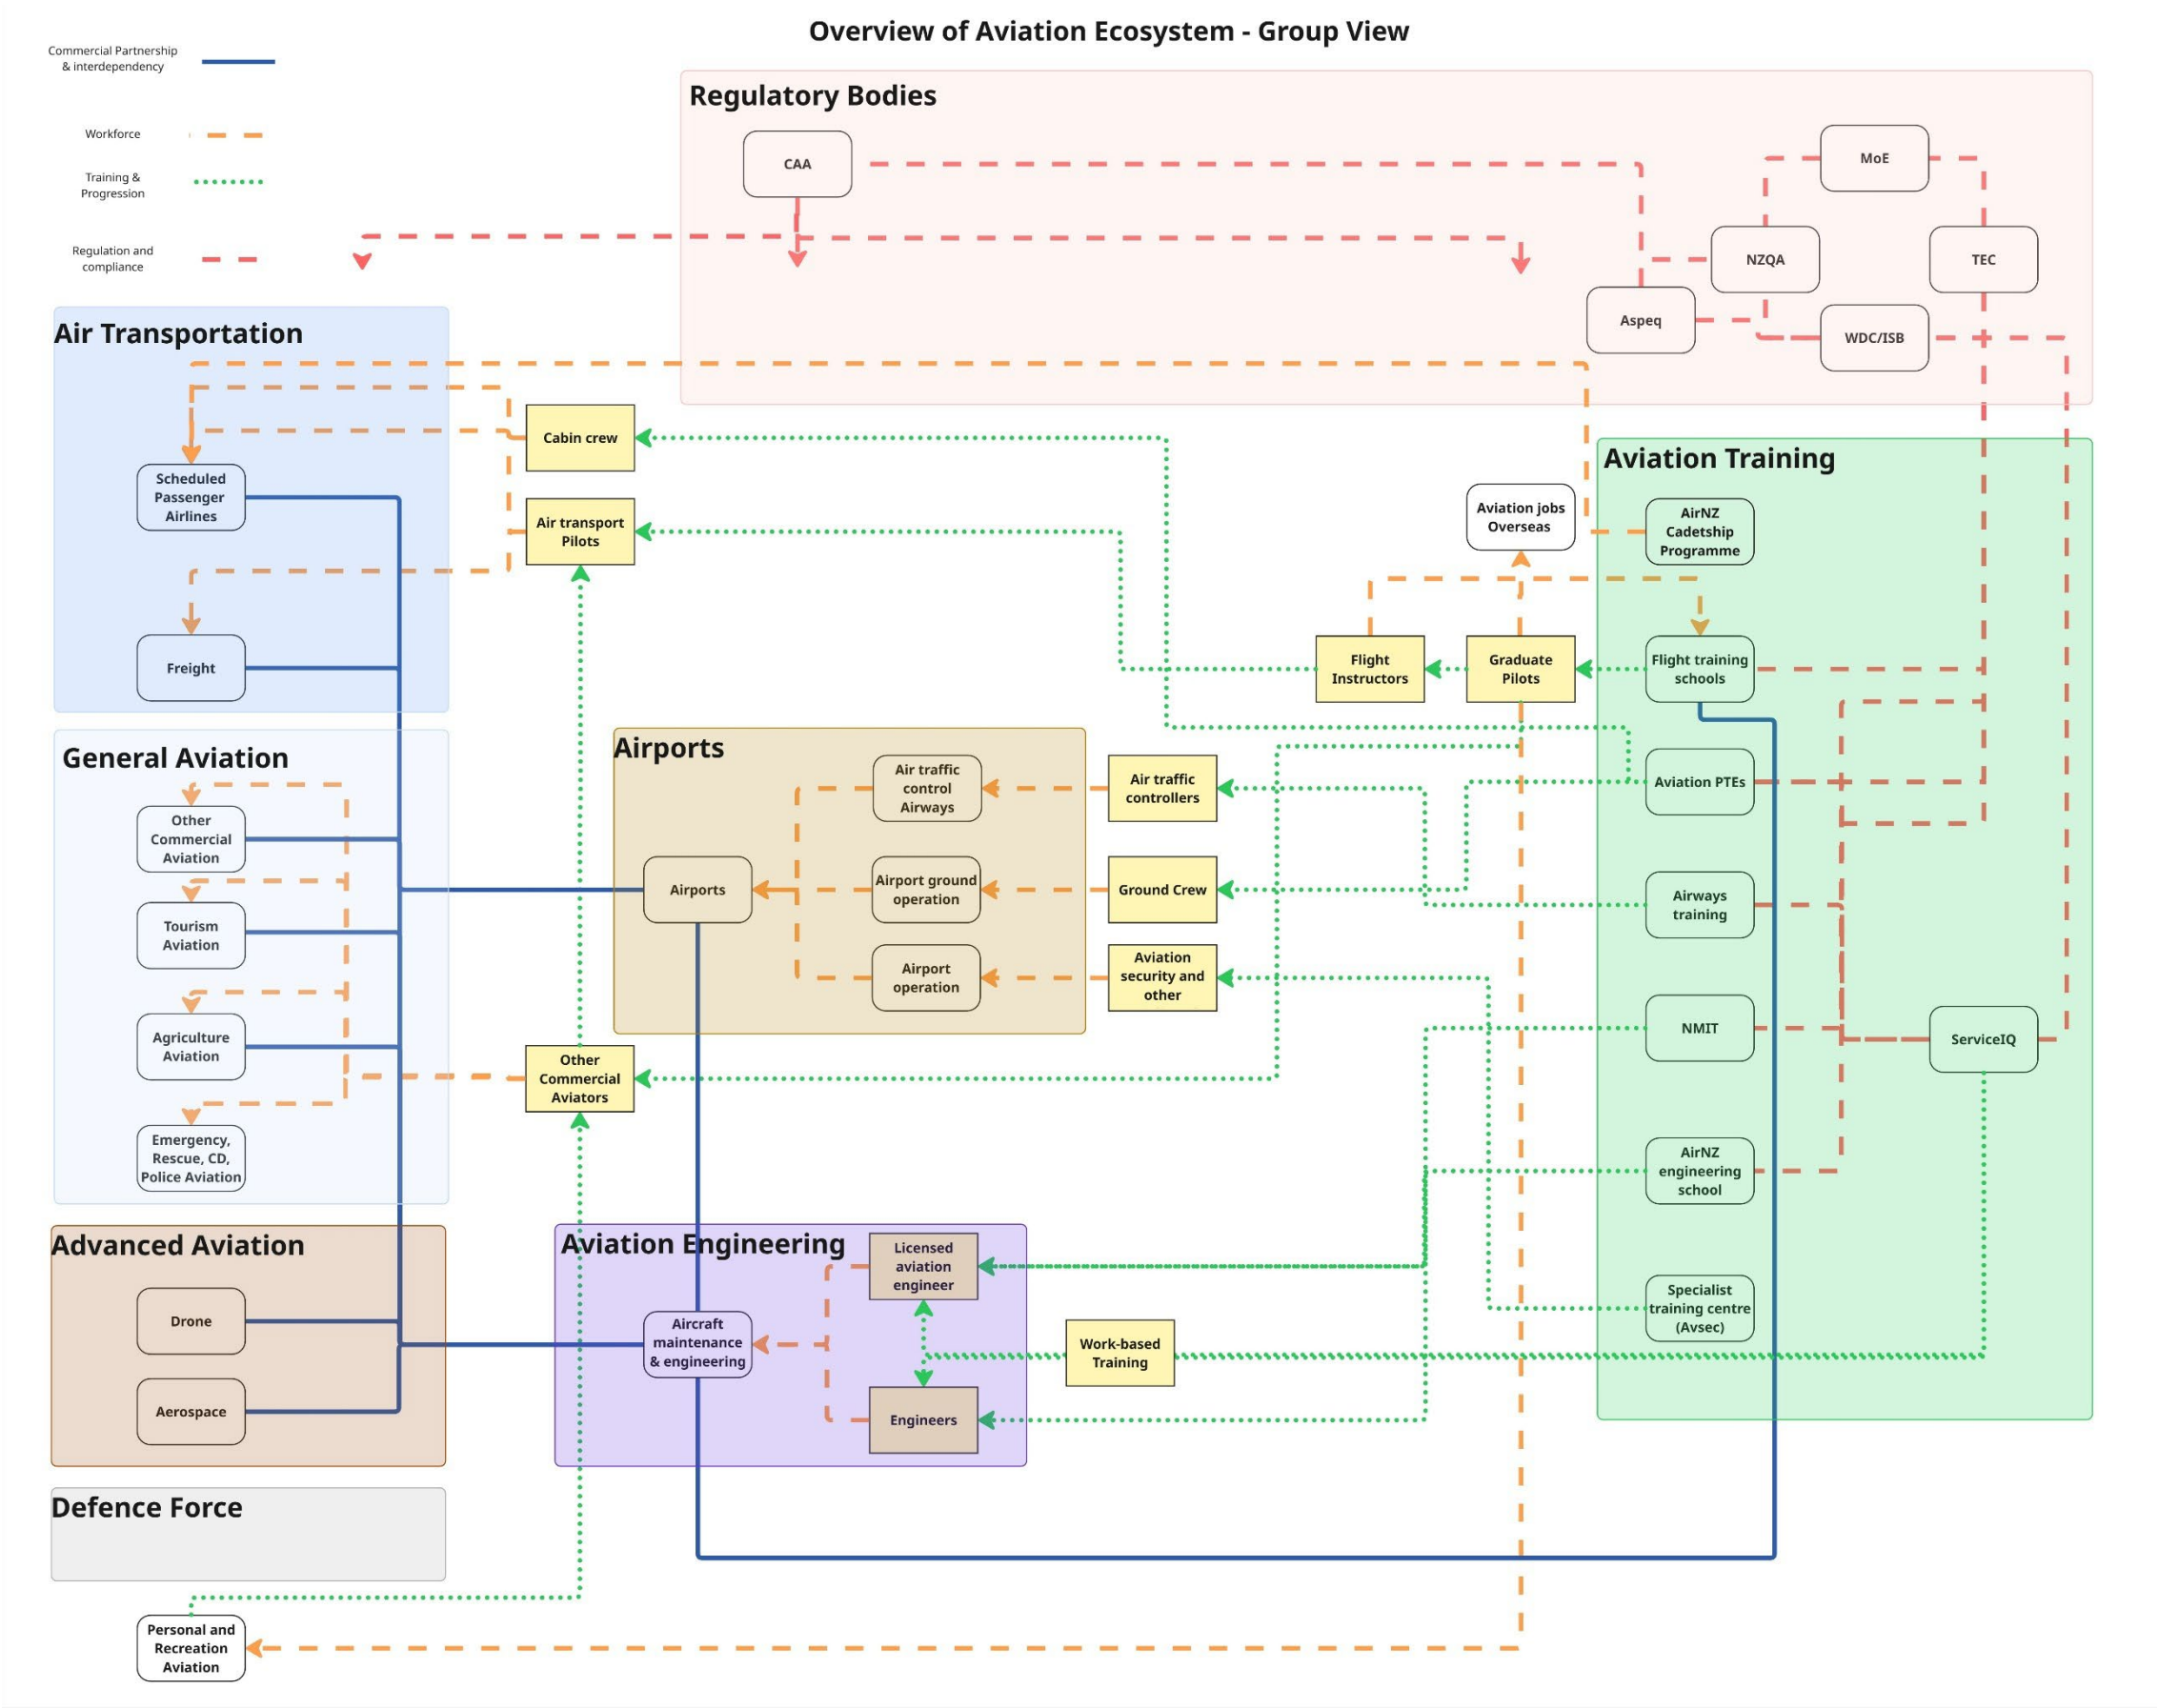 Overview of Aviation Ecosystem - Group View
Commercial Partnership
& interdependency
Workforce
Training &
Progression
Regulation and
compliance
Regulatory Bodies
CAA
MoE
NZQA
TEC
Aspeq
WDC/ISB
Air Transportation
Scheduled
Passenger
Airlines
Freight
Cabin crew
Air transport
Pilots
Aviation jobs
Overseas
Flight
Instructors
Graduate
Pilots
Aviation Training
AirNZ
Cadetship
Programme
Flight training
schools
Aviation PTEs
Airways
training
NMIT
ServiceIQ
AirNZ
engineering
school
Specialist
training centre
(Avsec)
General Aviation
Other
Commercial
Aviation
Tourism
Aviation
Agriculture
Aviation
Emergency,
Rescue, CD,
Police Aviation
Airports
Airports
Air traffic
control
Airways
Airport ground
operation
Airport
operation
Air traffic
controllers
Ground Crew
Aviation
security and
other
Other
Commercial
Aviators
Advanced Aviation
Drone
Aerospace
Aviation Engineering
Licensed
aviation
engineer
Aircraft
maintenance
& engineering
Engineers
Work-based
Training
Defence Force
Personal and
Recreation
Aviation